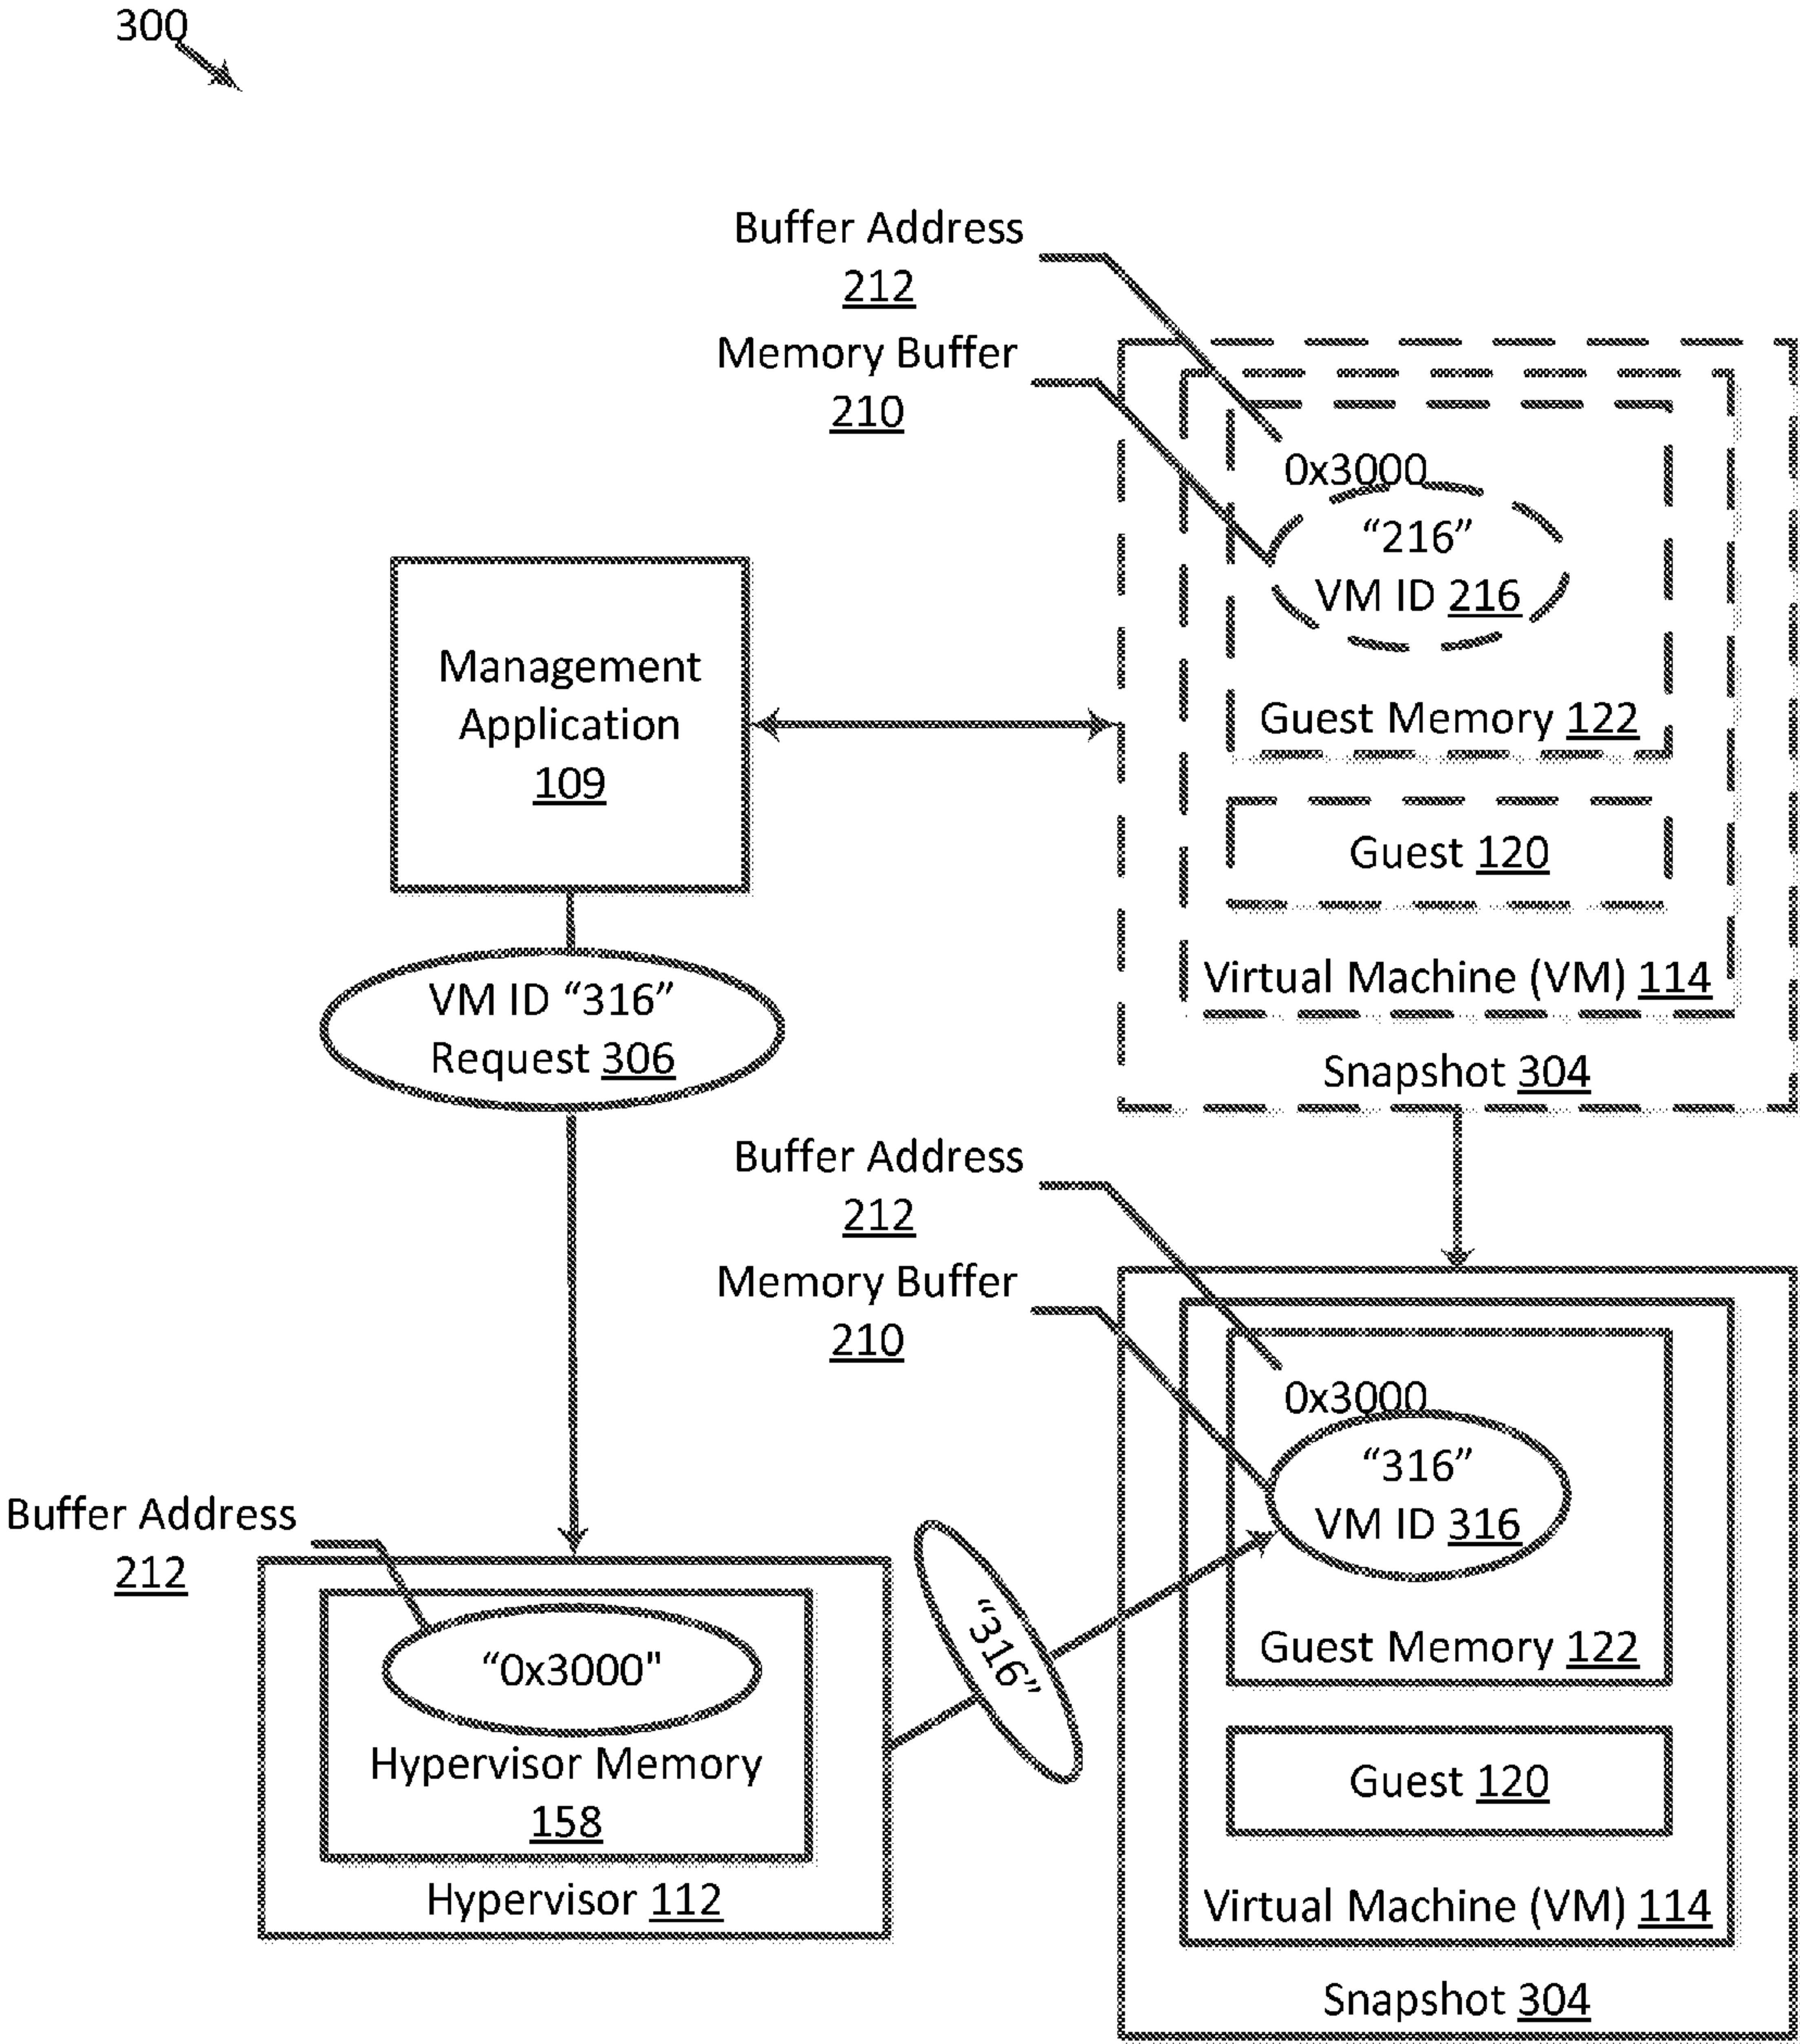 300
Buffer Address
212
Memory Buffer
210
0x3000
“216”
VM ID 216
Guest Memory 122
Guest 120
Virtual Machine (VM) 114
Snapshot 304
Management
Application
109
VM ID “316”
Request 306
Buffer Address
212
Memory Buffer
210
0x3000
“316”
VM ID 316
Guest Memory 122
Guest 120
Virtual Machine (VM) 114
Snapshot 304
“316”
Buffer Address
212
“0x3000"
Hypervisor Memory
158
Hypervisor 112